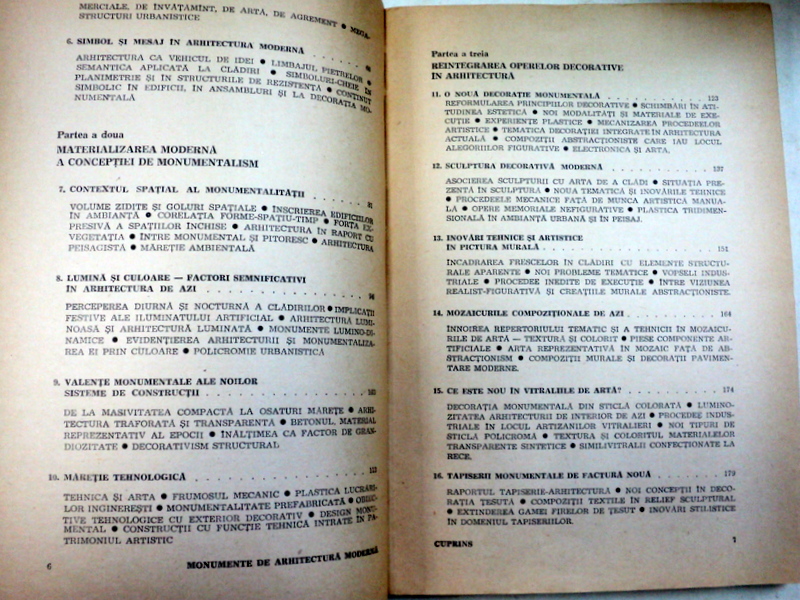 MERCIALE, DE ÎNVĂȚĂMÎNT, DE ARTĂ, DE AGREMENT ● MEGA-
STRUCTURI URBANISTICE
6. SIMBOL ȘI MESAJ ÎN ARHITECTURA MODERNĂ
ARHITECTURA CA VEHICUL DE IDEI ● LIMBAJUL PIETRELOR ●
SEMANTICA APLICATĂ LA CLĂDIRI ● SIMBOLURI-CHEIE ÎN
PLANIMETRIE ȘI ÎN STRUCTURILE DE REZISTENȚĂ ● CONȚINUT
SIMBOLIC ÎN EDIFICII, ÎN ANSAMBLURI ȘI LA DECORAȚIA MO-
NUMENTALĂ
Partea a doua
MATERIALIZAREA MODERNĂ
A CONCEPȚIEI DE MONUMENTALISM
7. CONTEXTUL SPAȚIAL AL MONUMENTALITĂȚII . . . . . . 81
VOLUME ZIDITE ȘI GOLURI SPAȚIALE ● ÎNSCRIEREA EDIFICIILOR
ÎN AMBIANȚĂ ● CORELAȚIA FORME-SPAȚIU-TIMP ● FORȚA EX-
PRESIVĂ A SPAȚIILOR ÎNCHISE ● ARHITECTURA ÎN RAPORT CU
VEGETAȚIA ● ÎNTRE MONUMENTAL ȘI PITORESC ● ARHITECTURA
PEISAGISTĂ ● MĂREȚIE AMBIENTALĂ
8. LUMINĂ ȘI CULOARE — FACTORI SEMNIFICATIVI
ÎN ARHITECTURA DE AZI . . . . . . . . . . . . 94
PERCEPEREA DIURNĂ ȘI NOCTURNĂ A CLĂDIRILOR ● IMPLICAȚII
FESTIVE ALE ILUMINATULUI ARTIFICIAL ● ARHITECTURĂ LUMI-
NOASĂ ȘI ARHITECTURĂ LUMINATĂ ● MONUMENTE LUMINO-DI-
NAMICE ● EVIDENȚIEREA ARHITECTURII ȘI MONUMENTALIZA-
REA EI PRIN CULOARE ● POLICROMIE URBANISTICĂ
9. VALENȚE MONUMENTALE ALE NOILOR
SISTEME DE CONSTRUCȚII . . . . . . . . . . . . 103
DE LA MASIVITATEA COMPACTĂ LA OSATURI MĂREȚE ● ARHI-
TECTURA TRAFORATĂ ȘI TRANSPARENTĂ ● BETONUL, MATERIAL
REPREZENTATIV AL EPOCII ● ÎNĂLȚIMEA CA FACTOR DE GRAN-
DIOZITATE ● DECORATIVISM STRUCTURAL
10. MĂREȚIE TEHNOLOGICĂ . . . . . . . . . . . .
TEHNICA ȘI ARTA ● FRUMOSUL MECANIC ● PLASTICA LUCRĂRI-
LOR INGINEREȘTI ● MONUMENTALITATE PREFABRICATĂ ● OBIEC-
TIVE TEHNOLOGICE CU EXTERIOR DECORATIV ● DESIGN MONU-
MENTAL ● CONSTRUCȚII CU FUNCȚIE TEHNICĂ INTRATE ÎN PA-
TRIMONIUL ARTISTIC
6 MONUMENTE DE ARHITECTURĂ MODERNĂ
Partea a treia
REINTEGRAREA OPERELOR DECORATIVE
ÎN ARHITECTURĂ
11. O NOUĂ DECORAȚIE MONUMENTALĂ . . . . . . . 123
REFORMULAREA PRINCIPIILOR DECORATIVE ● SCHIMBĂRI ÎN ATI-
TUDINEA ESTETICĂ ● NOI MODALITĂȚI ȘI MATERIALE DE EXE-
CUȚIE ● EXPERIENȚE PLASTICE ● MECANIZAREA PROCEDEELOR
ARTISTICE ● TEMATICA DECORAȚIEI INTEGRATE ÎN ARHITECTURA
ACTUALĂ ● COMPOZIȚII ABSTRACȚIONISTE CARE IAU LOCUL
ALEGORIILOR FIGURATIVE ● ELECTRONICA ȘI ARTA.
12. SCULPTURA DECORATIVĂ MODERNĂ . . . . . . . 137
ASOCIEREA SCULPTURII CU ARTA DE A CLĂDI ● SITUAȚIA PRE-
ZENTĂ ÎN SCULPTURĂ ● NOUA TEMATICĂ ȘI INOVĂRILE TEHNICE
● PROCEDEELE MECANICE FAȚĂ DE MUNCA ARTISTICĂ MANUA-
LĂ ● OPERE MEMORIALE NEFIGURATIVE ● PLASTICA TRIDIMEN-
SIONALĂ ÎN AMBIANȚĂ URBANĂ ȘI ÎN PEISAJ.
13. INOVĂRI TEHNICE ȘI ARTISTICE
ÎN PICTURA MURALĂ . . . . . . . . . . . . 151
ÎNCADRAREA FRESCELOR ÎN CLĂDIRI CU ELEMENTE STRUCTU-
RALE APARENTE ● NOI PROBLEME TEMATICE ● VOPSELI INDUS-
TRIALE ● PROCEDEE INEDITE DE EXECUȚIE ● ÎNTRE VIZIUNEA
REALIST-FIGURATIVĂ ȘI CREAȚIILE MURALE ABSTRACȚIONISTE.
14. MOZAICURILE COMPOZIȚIONALE DE AZI . . . . . . 164
ÎNNOIREA REPERTORIULUI TEMATIC ȘI A TEHNICII ÎN MOZAICU-
RILE DE ARTĂ — TEXTURĂ ȘI COLORIT ● PIESE COMPONENTE AR-
TIFICIALE ● ARTA REPREZENTATIVĂ ÎN MOZAIC FAȚĂ DE AB-
STRACȚIONISM ● COMPOZIȚII MURALE ȘI DECORAȚII PAVIMEN-
TARE MODERNE.
15. CE ESTE NOU ÎN VITRALIILE DE ARTĂ? . . . . . . 174
DECORAȚIA MONUMENTALĂ DIN STICLĂ COLORATĂ ● LUMINO-
ZITATEA ARHITECTURII DE INTERIOR DE AZI ● PROCEDEE INDUS-
TRIALE ÎN LOCUL ARTIZANILOR VITRALIERI ● NOI TIPURI DE
STICLĂ POLICROMĂ ● TEXTURA ȘI COLORITUL MATERIALELOR
TRANSPARENTE SINTETICE ● SIMILIVITRALII CONFECȚIONATE LA
RECE.
16. TAPISERII MONUMENTALE DE FACTURĂ NOUĂ . . . . 179
RAPORTUL TAPISERIE-ARHITECTURĂ ● NOI CONCEPȚII ÎN DECO-
RAȚIA ȚESUTĂ ● COMPOZIȚII TEXTILE ÎN RELIEF SCULPTURAL
● EXTINDEREA GAMEI FIRELOR DE ȚESUT ● INOVĂRI STILISTICE
ÎN DOMENIUL TAPISERIILOR.
CUPRINS 7